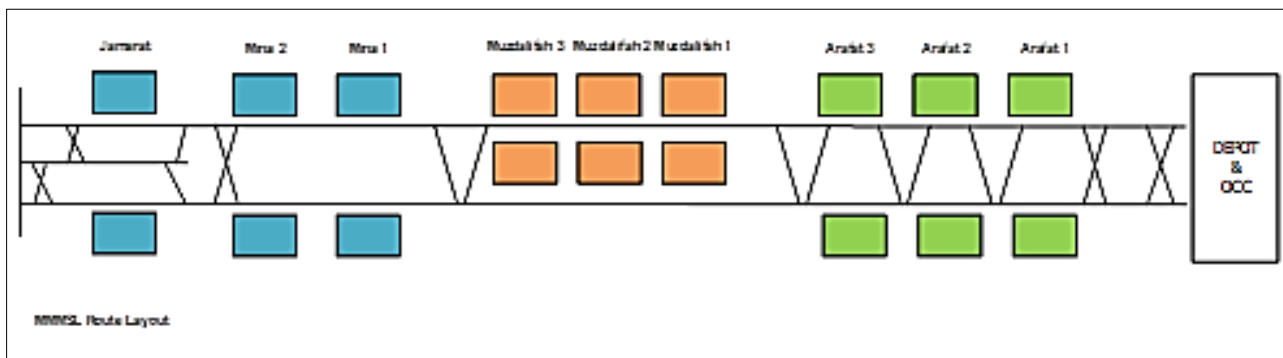 Jamarat Mina 2 Mina 1 Muzdalifah 3 Muzdalifah 2 Muzdalifah 1 Arafat 3 Arafat 2 Arafat 1
DEPOT
&
OCC
MMMSL Route Layout